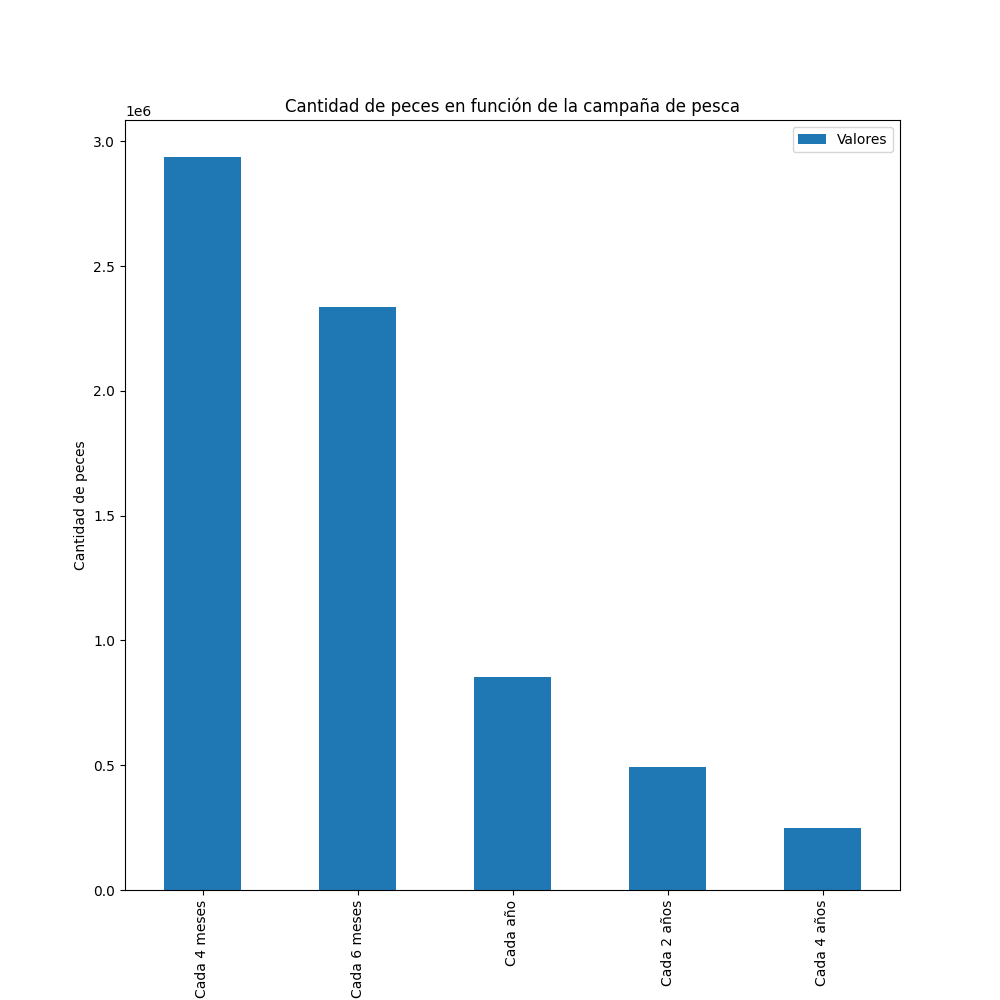 Cantidad de peces en función de la campaña de pesca
1e6
Valores
3.0
2.5
2.0
1.5
1.0
0.5
0.0
Cantidad de peces
Cada 4 meses
Cada 6 meses
Cada año
Cada 2 años
Cada 4 años